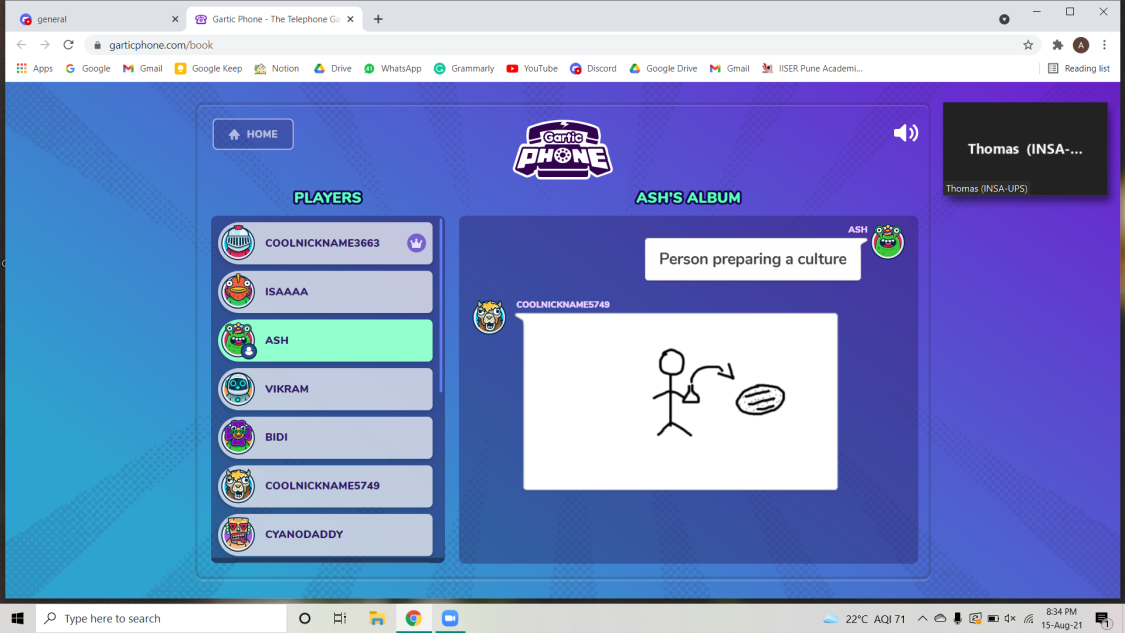 general
Gartic Phone - The Telephone Ga
garticphone.com/book
A
Apps
Google
Gmail
Google Keep
Notion
Drive
WhatsApp
Grammarly
YouTube
Discord
Google Drive
Gmail
IISER Pune Academi...
Reading list
HOME
Gartic
PHONE
Thomas (INSA-...
Thomas (INSA-UPS)
PLAYERS
COOLNICKNAME3663
ISAAAA
ASH
VIKRAM
BIDI
COOLNICKNAME5749
CYANODADDY
ASH'S ALBUM
ASH
Person preparing a culture
COOLNICKNAME5749
Type here to search
22°C AQI 71
8:34 PM
15-Aug-21
1